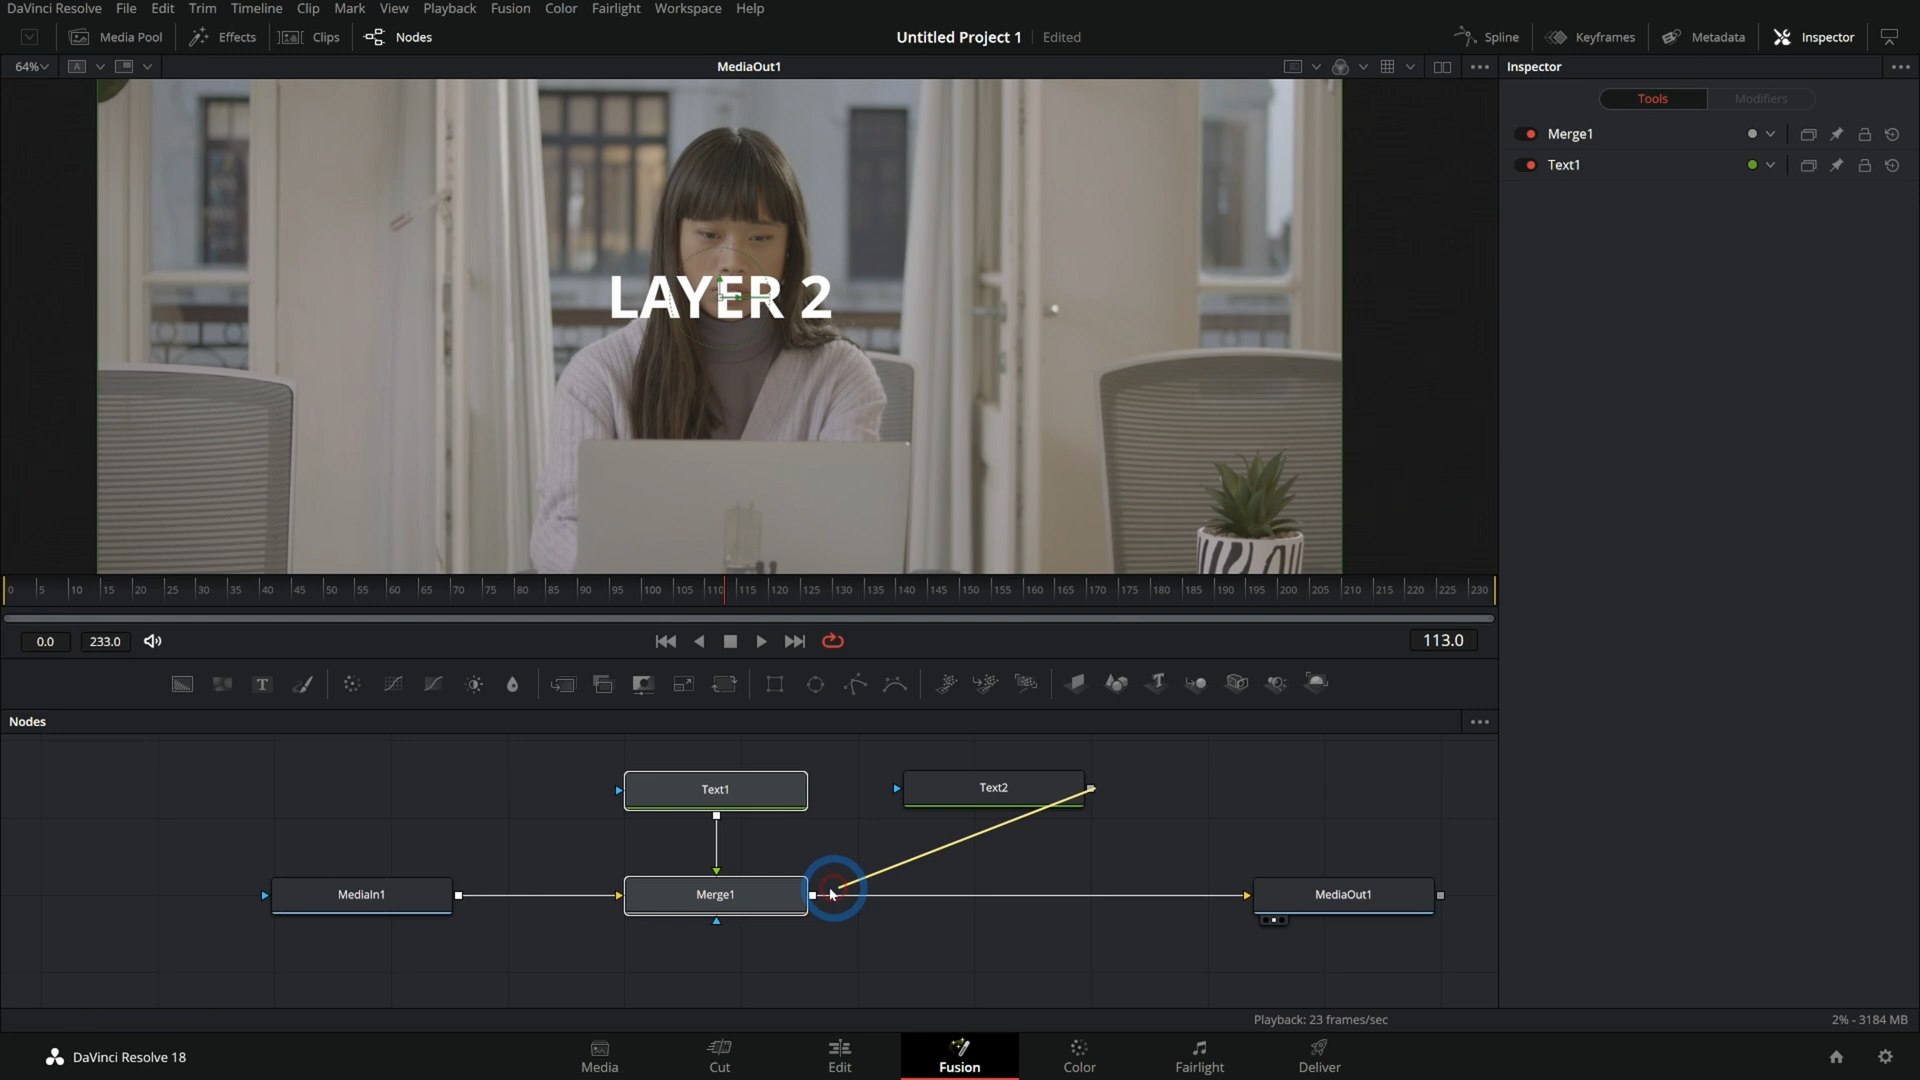 DaVinci Resolve File Edit Trim Timeline Clip Mark View Playback Fusion Color Fairlight Workspace Help
Media Pool Effects Clips Nodes Untitled Project 1 Edited Spline Keyframes Metadata Inspector
64% A MediaOut1 Inspector
Tools Modifiers
Merge1
Text1
LAYER 2
0 5 10 15 20 25 30 35 40 45 50 55 60 65 70 75 80 85 90 95 100 105 110 115 120 125 130 135 140 145 150 155 160 165 170 175 180 185 190 195 200 205 210 215 220 225 230
0.0 233.0 113.0
T T
Nodes
Text1 Text2
MediaIn1 Merge1 MediaOut1
Playback: 23 frames/sec 2% - 3184 MB
DaVinci Resolve 18 Media Cut Edit Fusion Color Fairlight Deliver